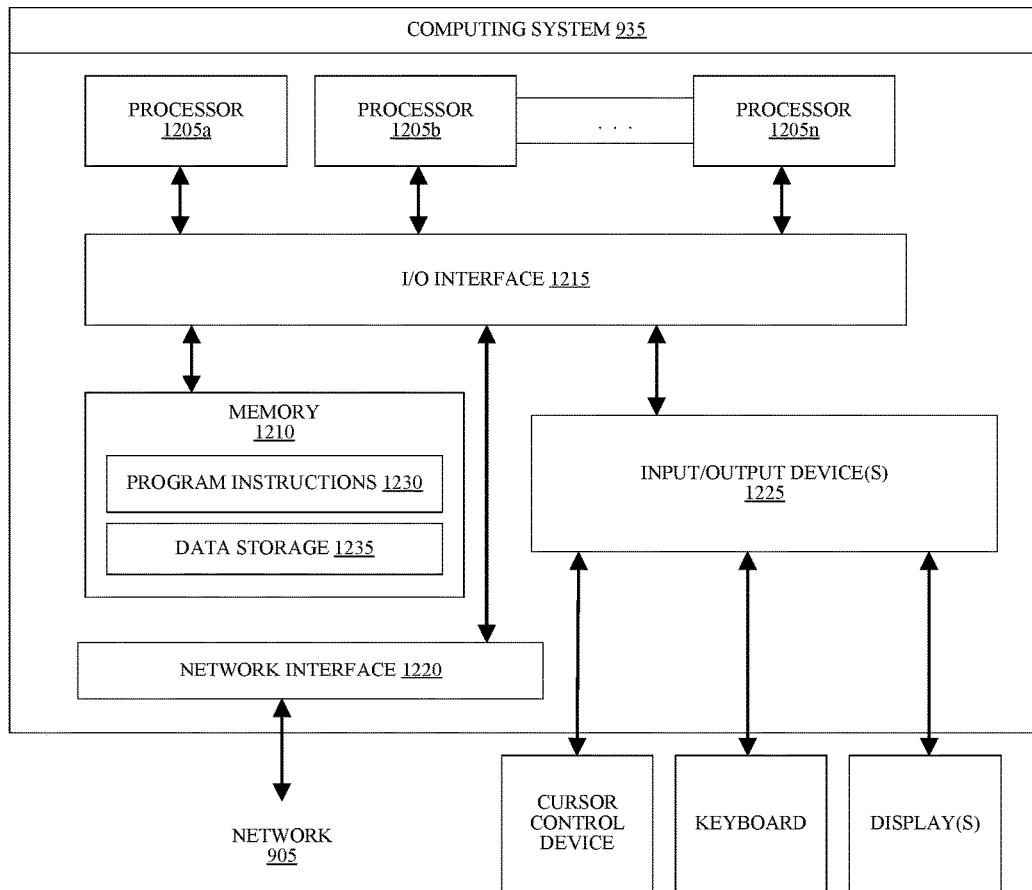 COMPUTING SYSTEM 935
PROCESSOR
1205a
PROCESSOR
1205b
. . .
PROCESSOR
1205n
I/O INTERFACE 1215
MEMORY
1210
PROGRAM INSTRUCTIONS 1230
DATA STORAGE 1235
INPUT/OUTPUT DEVICE(S)
1225
NETWORK INTERFACE 1220
NETWORK
905
CURSOR
CONTROL
DEVICE
KEYBOARD
DISPLAY(S)